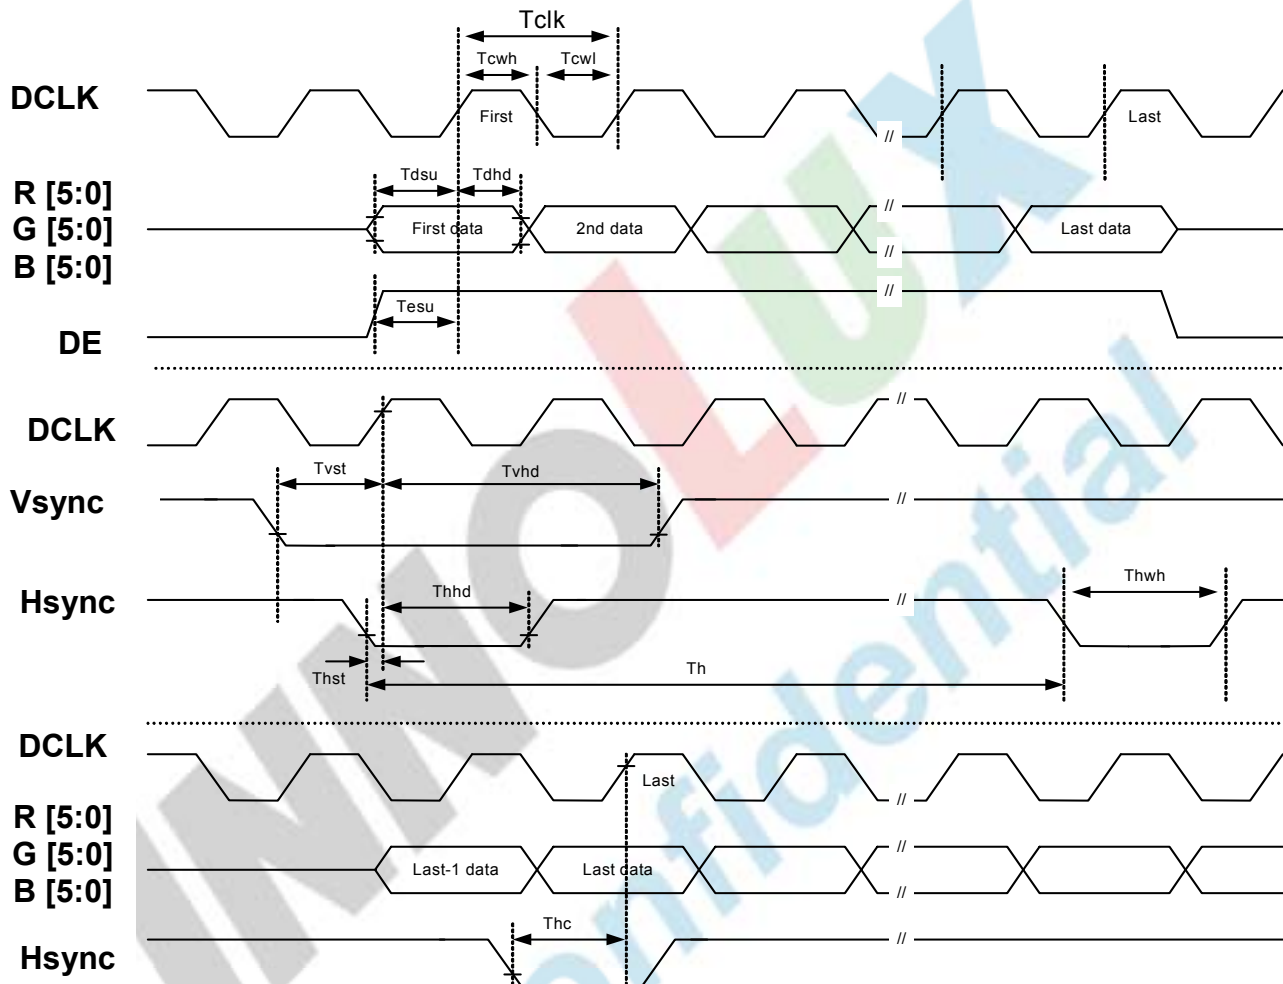 Tclk
Tcwh Tcwl
DCLK
First
Last
//
Tdsu Tdhd
R [5:0]
G [5:0]
B [5:0]
//
First data
2nd data
Last data
//
//
Tesu
DE
DCLK
//
Tvst
Tvhd
Vsync
//
Hsync
Thhd
//
Thwh
Thst
Th
DCLK
Last
//
R [5:0]
G [5:0]
B [5:0]
//
Last-1 data
Last data
//
Thc
Hsync
//
INNOLUX
Confidential